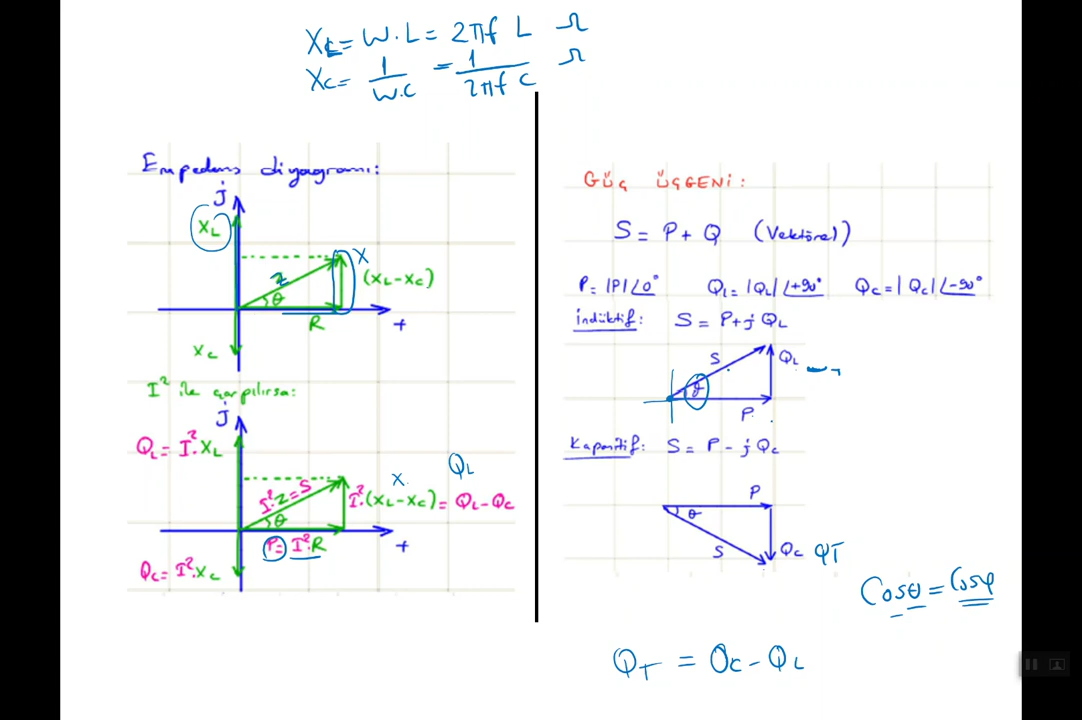 XL = W.L = 2πf L Ω
Xc = 1/W.C = 1/2πf C Ω
Empedans diyagramı:
j
XL
X
Z
θ
(XL-Xc)
R
+
Xc
I² ile çarpılırsa:
j
QL = I².XL
X
QL
I².Z = S
θ
I².(XL-Xc) = QL-Qc
P = I².R
+
Qc = I².Xc
GÜÇ ÜÇGENİ:
S = P + Q (Vektörel)
P = |P|∠0° QL = |QL|∠+90° Qc = |Qc|∠-90°
İndüktif: S = P + j QL
S
QL
P
Kapasitif: S = P - j Qc
P
θ
S
Qc QT
Cosθ = Cosφ
QT = Qc - QL